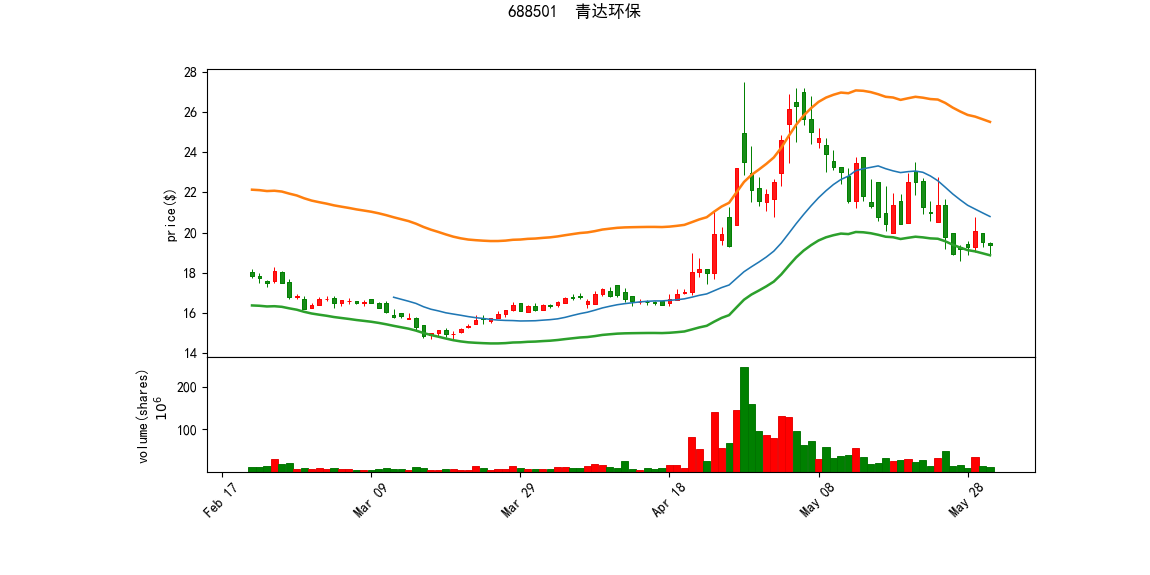 688501 青达环保
28
26
24
22
20
18
16
14
price($)
200
100
volume(shares)
10^6
Feb 17
Mar 09
Mar 29
Apr 18
May 08
May 28